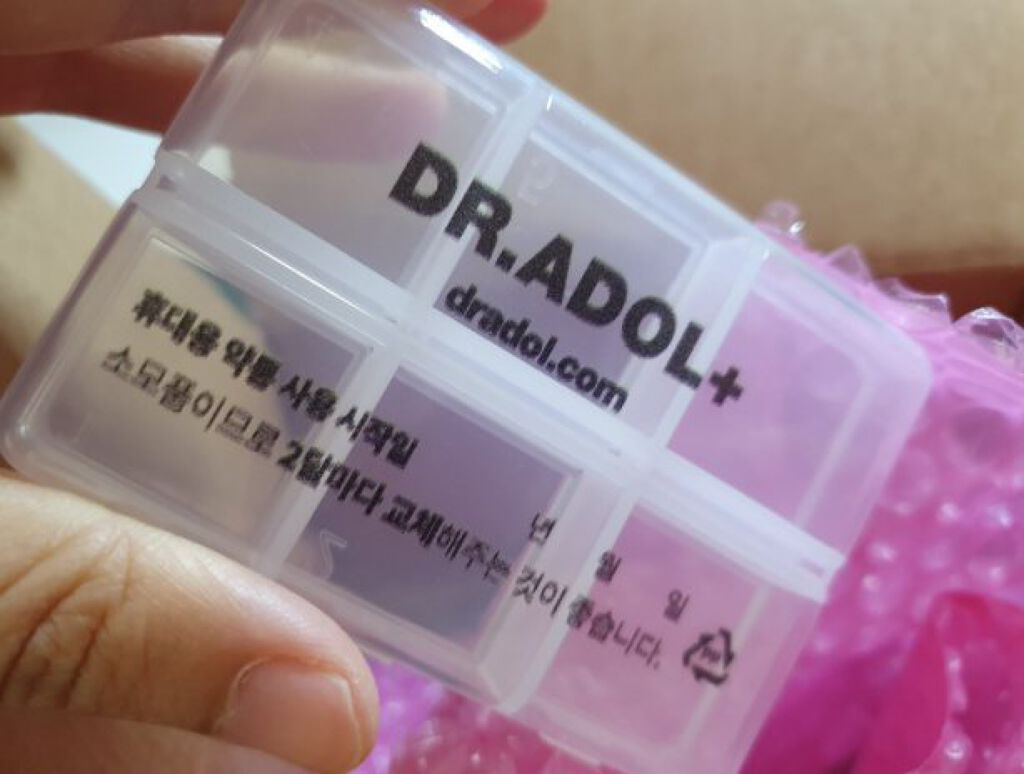 DR.ADOL+
dradol.com
휴대용 약통 사용 시작일 년 월 일
소모품이므로 2달마다 교체해주는 것이 좋습니다.